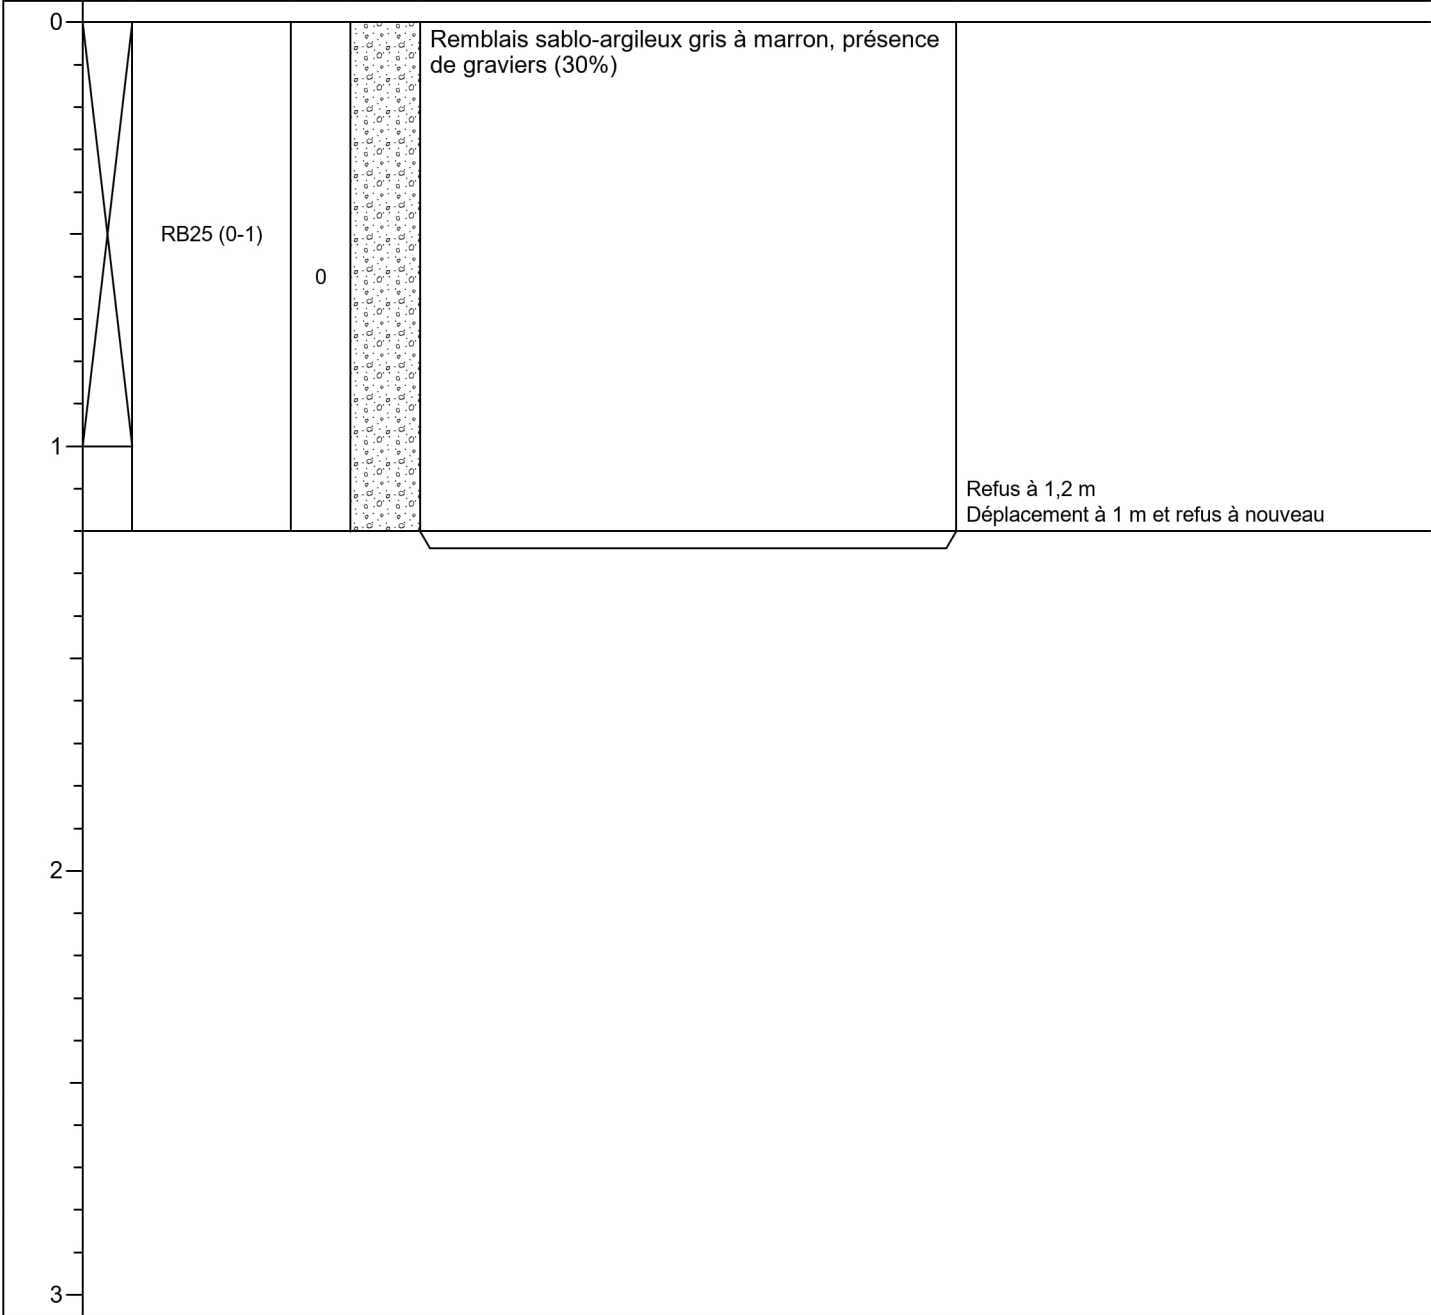 0
Remblais sablo-argileux gris à marron, présence
de graviers (30%)
RB25 (0-1)
0
1
Refus à 1,2 m
Déplacement à 1 m et refus à nouveau
2
3